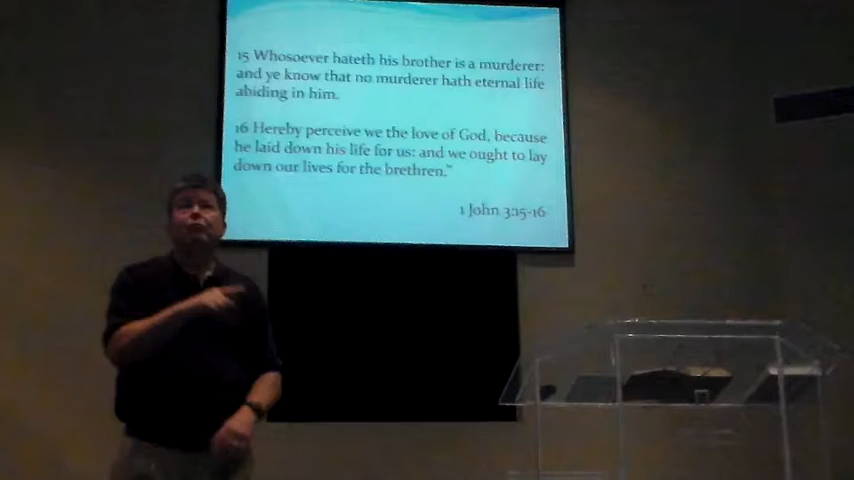 15 Whosoever hateth his brother is a murderer:
and ye know that no murderer hath eternal life
abiding in him.
16 Hereby perceive we the love of God, because
he laid down his life for us: and we ought to lay
down our lives for the brethren."
1 John 3:15-16